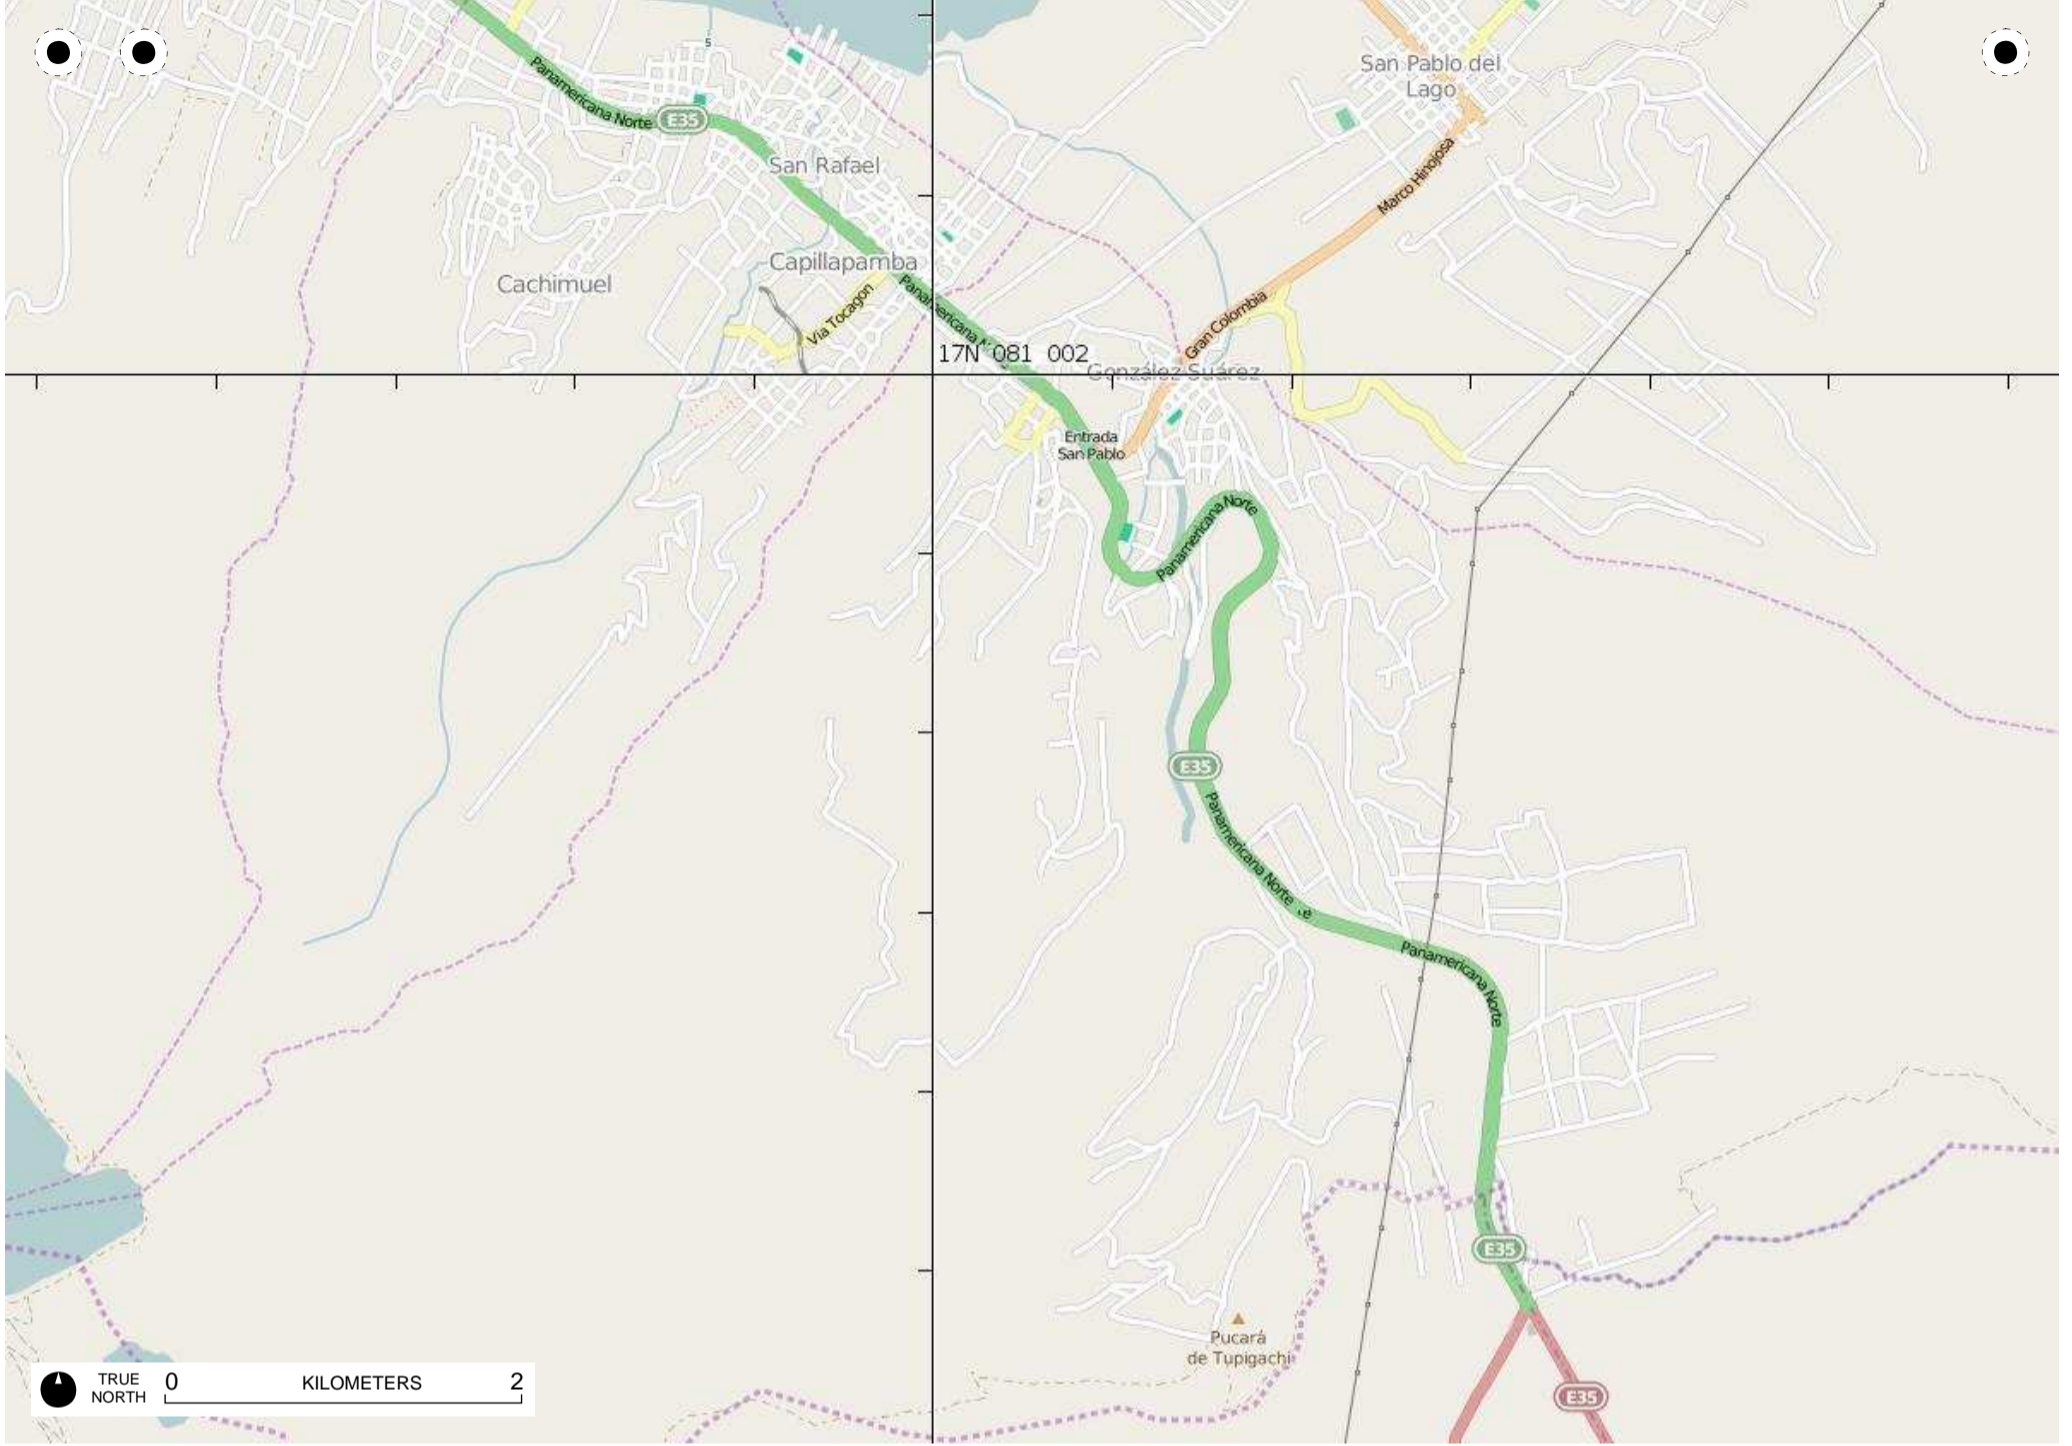 5
San Pablo del
Lago
Panamericana Norte
E35
San Rafael
Marco Hinojosa
Capillapamba
Cachimuel
Vía Tocagon
Gran Colombia
17N 081 002
González Suárez
Entrada
San Pablo
Panamericana Norte
E35
Panamericana Norte
Panamericana Norte
E35
Pucará
de Tupigachi
E35
TRUE
NORTH
0 KILOMETERS 2